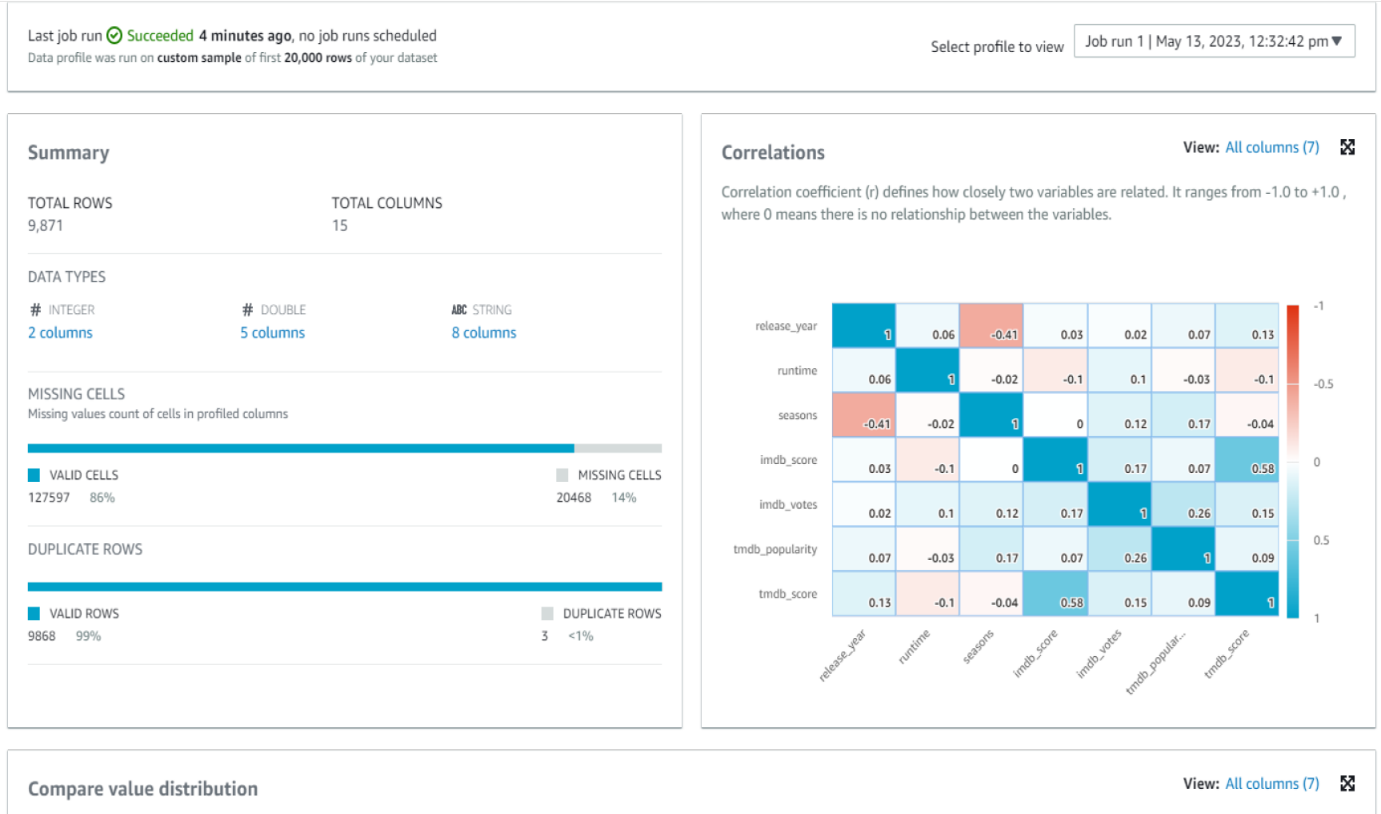 Last job run Succeeded 4 minutes ago, no job runs scheduled
Data profile was run on custom sample of first 20,000 rows of your dataset
Select profile to view
Job run 1 | May 13, 2023, 12:32:42 pm
Summary
TOTAL ROWS
9,871
TOTAL COLUMNS
15
DATA TYPES
# INTEGER
2 columns
# DOUBLE
5 columns
ABC STRING
8 columns
MISSING CELLS
Missing values count of cells in profiled columns
VALID CELLS
127597 86%
MISSING CELLS
20468 14%
DUPLICATE ROWS
VALID ROWS
9868 99%
DUPLICATE ROWS
3 <1%
Correlations
View: All columns (7)
Correlation coefficient (r) defines how closely two variables are related. It ranges from -1.0 to +1.0 ,
where 0 means there is no relationship between the variables.
release_year 1 0.06 -0.41 0.03 0.02 0.07 0.13
runtime 0.06 1 -0.02 -0.1 0.1 -0.03 -0.1
seasons -0.41 -0.02 1 0 0.12 0.17 -0.04
imdb_score 0.03 -0.1 0 1 0.17 0.07 0.58
imdb_votes 0.02 0.1 0.12 0.17 1 0.26 0.15
tmdb_popularity 0.07 -0.03 0.17 0.07 0.26 1 0.09
tmdb_score 0.13 -0.1 -0.04 0.58 0.15 0.09 1
release_year
runtime
seasons
imdb_score
imdb_votes
tmdb_popular...
tmdb_score
-1
-0.5
0
0.5
1
Compare value distribution
View: All columns (7)